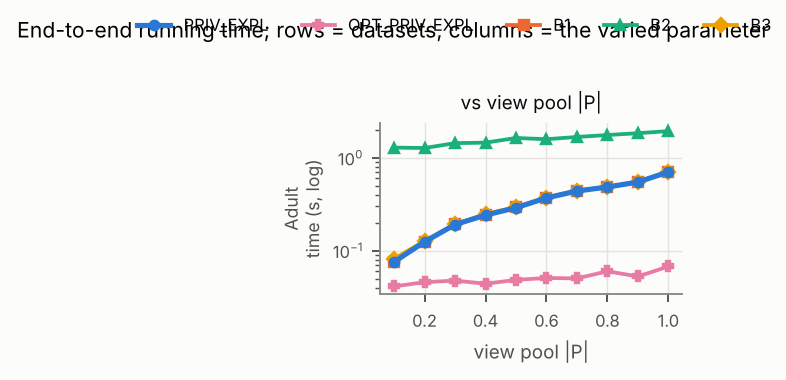 End-to-end running time; rows = datasets, columns = the varied parameter
PRIV_EXPL OPT_PRIV_EXPL B1 B2 B3
vs view pool |P|
Adult
time (s, log)
10⁰
10⁻¹
0.2 0.4 0.6 0.8 1.0
view pool |P|